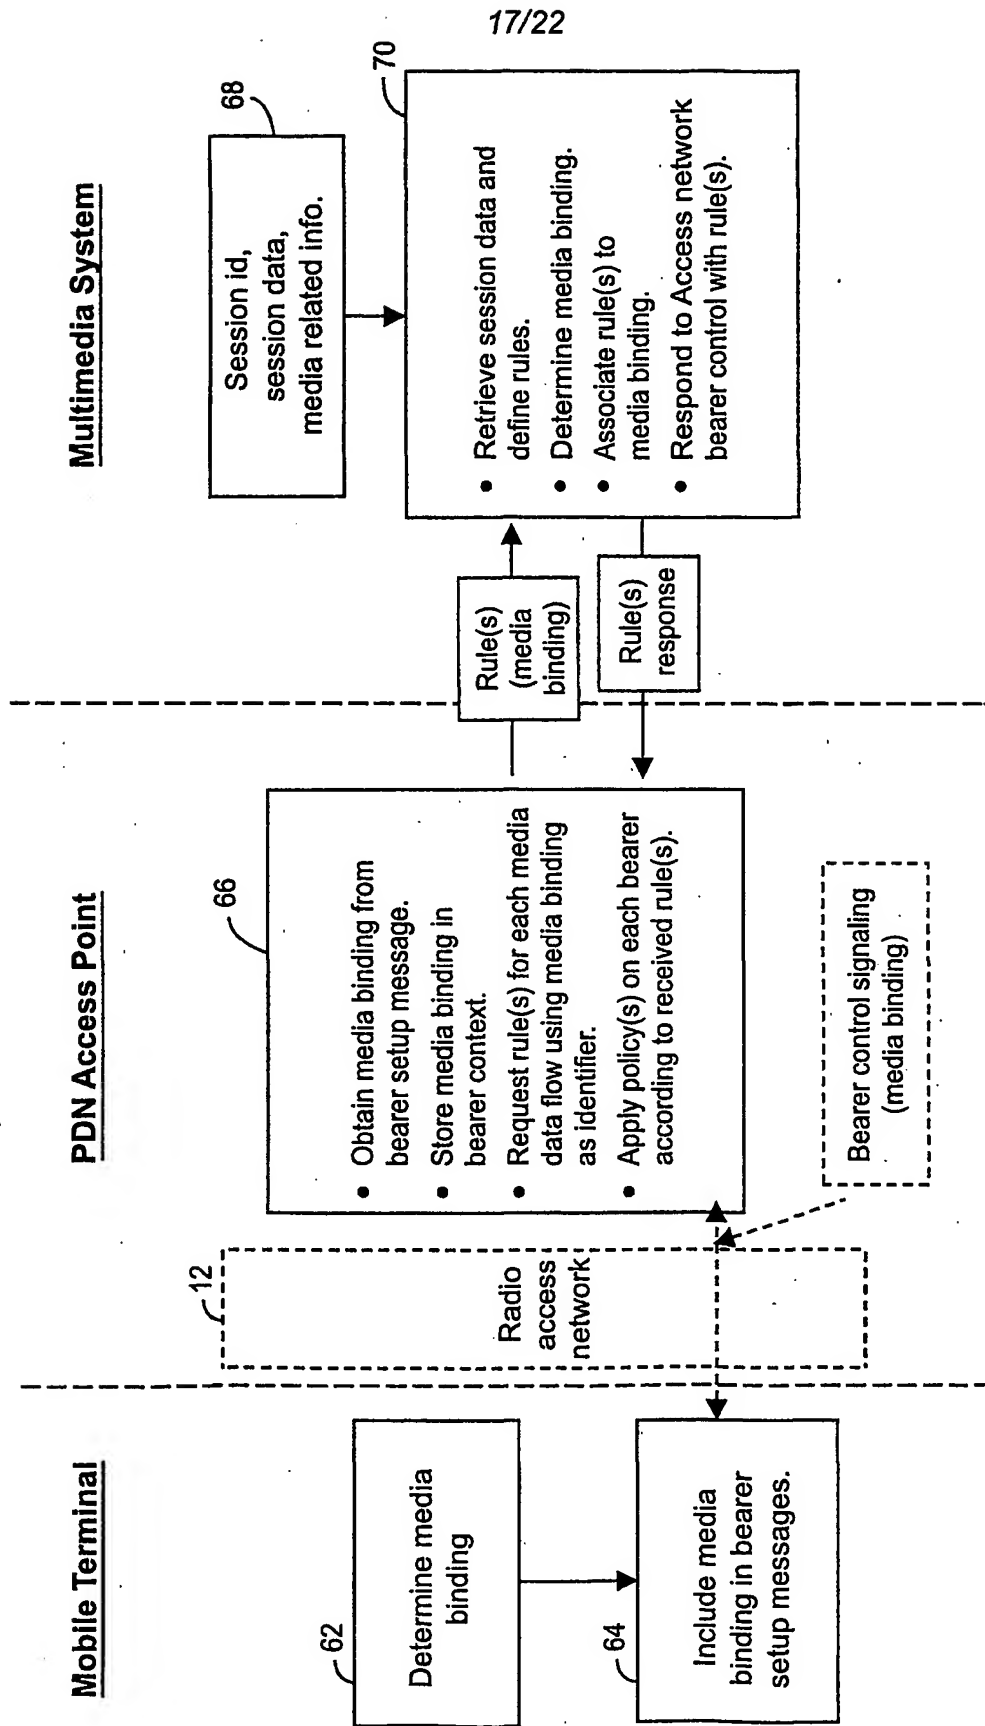 17/22
Mobile Terminal
62
Determine media
binding
64
Include media
binding in bearer
setup messages.
PDN Access Point
12
Radio
access
network
66
• Obtain media binding from
bearer setup message.
• Store media binding in
bearer context.
• Request rule(s) for each media
data flow using media binding
as identifier.
• Apply policy(s) on each bearer
according to received rule(s).
Bearer control signaling
(media binding)
Rule(s)
(media
binding)
Rule(s)
response
Multimedia System
68
Session id,
session data,
media related info.
70
• Retrieve session data and
define rules.
• Determine media binding.
• Associate rule(s) to
media binding.
• Respond to Access network
bearer control with rule(s).